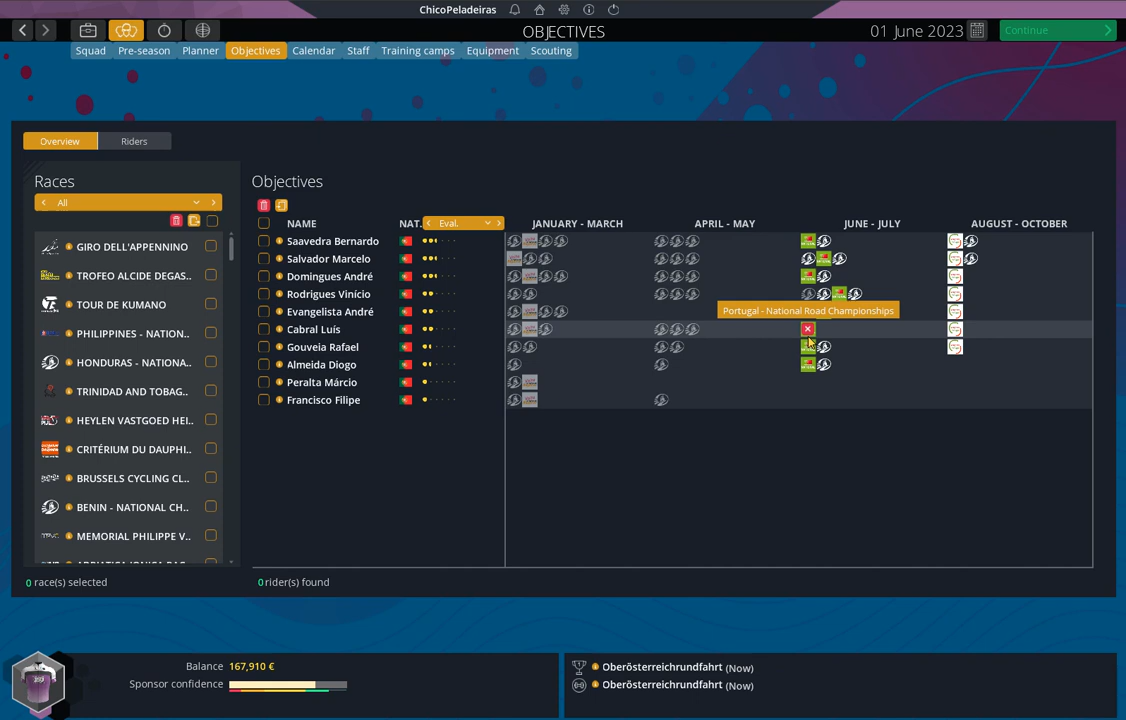 ChicoPeladeiras
OBJECTIVES
01 June 2023
Continue
Squad
Pre-season
Planner
Objectives
Calendar
Staff
Training camps
Equipment
Scouting
Overview
Riders
Races
All
GIRO DELL'APPENNINO
TROFEO ALCIDE DEGAS..
TOUR DE KUMANO
PHILIPPINES - NATION..
HONDURAS - NATIONA..
TRINIDAD AND TOBAG..
HEYLEN VASTGOED HEI..
CRITÉRIUM DU DAUPHI..
BRUSSELS CYCLING CL..
BENIN - NATIONAL CH..
MEMORIAL PHILIPPE V..
0 race(s) selected
Objectives
NAME NAT. Eval. JANUARY - MARCH APRIL - MAY JUNE - JULY AUGUST - OCTOBER
Saavedra Bernardo
Salvador Marcelo
Domingues André
Rodrigues Vinício
Evangelista André
Cabral Luís
Gouveia Rafael
Almeida Diogo
Peralta Márcio
Francisco Filipe
Portugal - National Road Championships
0 rider(s) found
Balance 167,910 €
Sponsor confidence
Oberösterreichrundfahrt (Now)
Oberösterreichrundfahrt (Now)